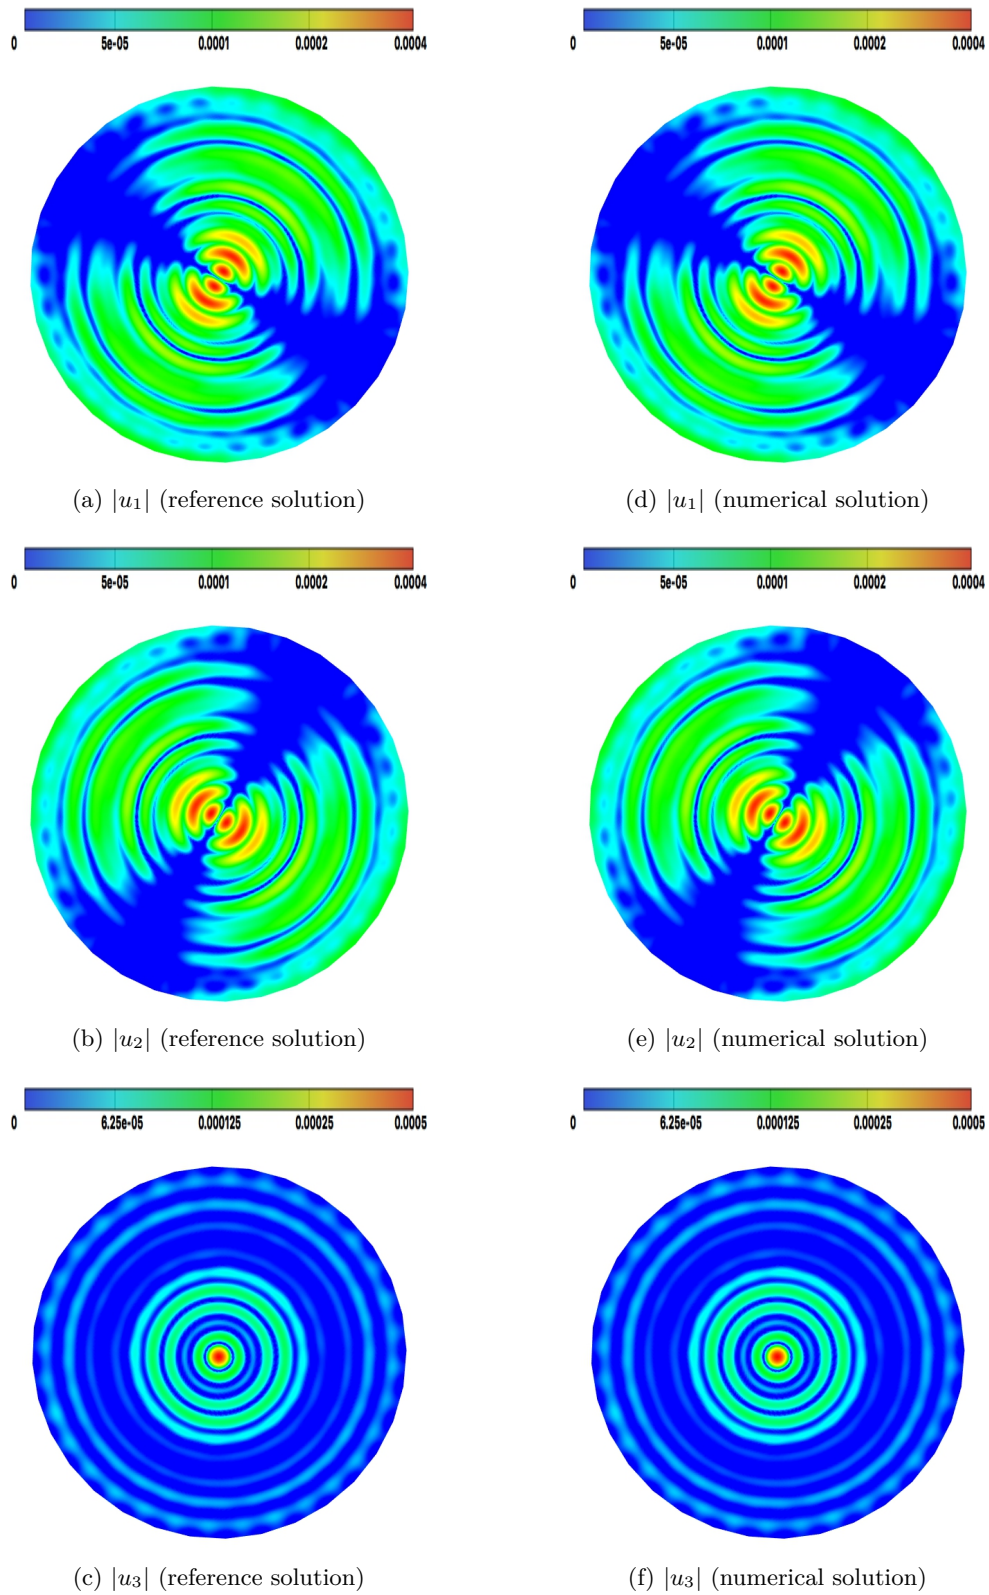 0 5e-05 0.0001 0.0002 0.0004 0 5e-05 0.0001 0.0002 0.0004
(a) |u₁| (reference solution) (d) |u₁| (numerical solution)
0 5e-05 0.0001 0.0002 0.0004 0 5e-05 0.0001 0.0002 0.0004
(b) |u₂| (reference solution) (e) |u₂| (numerical solution)
0 6.25e-05 0.000125 0.00025 0.0005 0 6.25e-05 0.000125 0.00025 0.0005
(c) |u₃| (reference solution) (f) |u₃| (numerical solution)